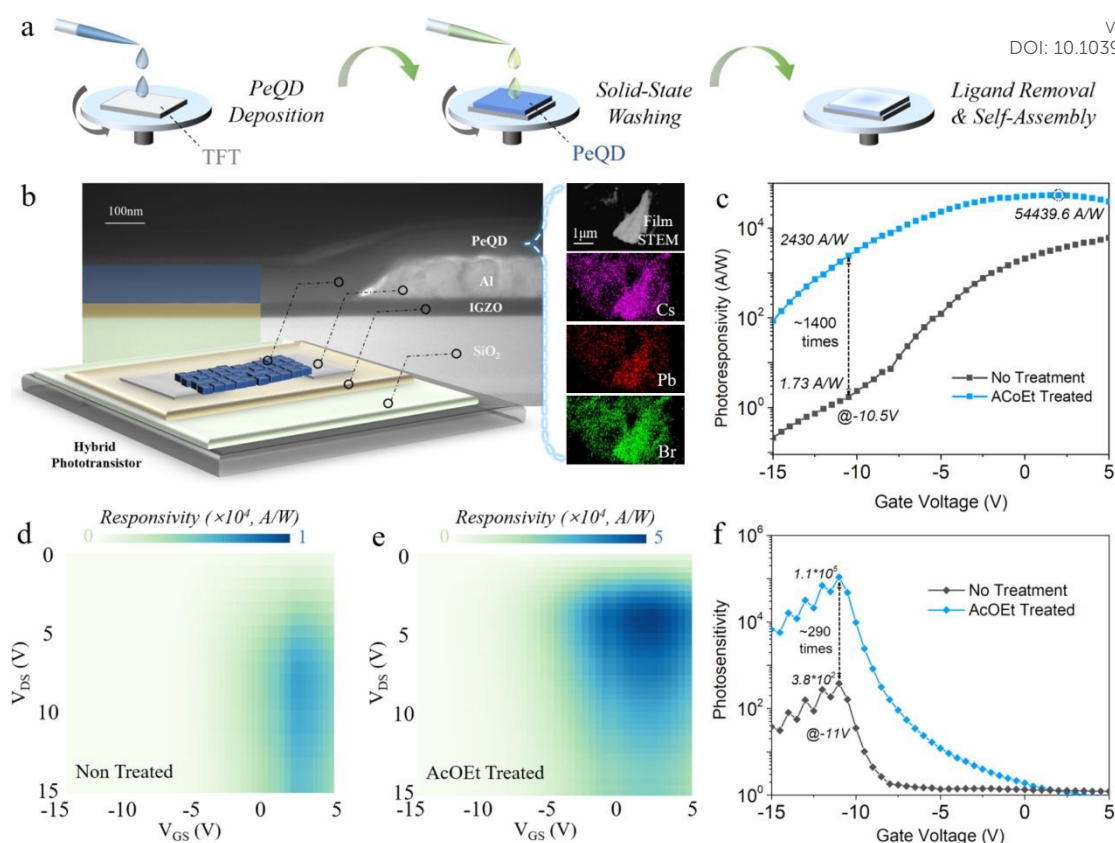 V
DOI: 10.1039
a
PeQD
Deposition
TFT
Solid-State
Washing
PeQD
Ligand Removal
& Self-Assembly
b
100nm
PeQD
Al
IGZO
SiO₂
Hybrid
Phototransistor
Film
STEM
1μm
Cs
Pb
Br
c
Photoresponsivity (A/W)
10⁴
10²
10⁰
2430 A/W
54439.6 A/W
~1400
times
1.73 A/W
@-10.5V
No Treatment
ACoEt Treated
-15 -10 -5 0 5
Gate Voltage (V)
d
Responsivity (×10⁴, A/W)
0 1
V_DS (V)
0
5
10
15
Non Treated
-15 -10 -5 0 5
V_GS (V)
e
Responsivity (×10⁴, A/W)
0 5
V_DS (V)
0
5
10
15
AcOEt Treated
-15 -10 -5 0 5
V_GS (V)
f
Photosensitivity
10⁶
10⁵
10⁴
10³
10²
10¹
10⁰
1.1*10⁵
~290
times
3.8*10²
@-11V
No Treatment
AcOEt Treated
-15 -10 -5 0 5
Gate Voltage (V)